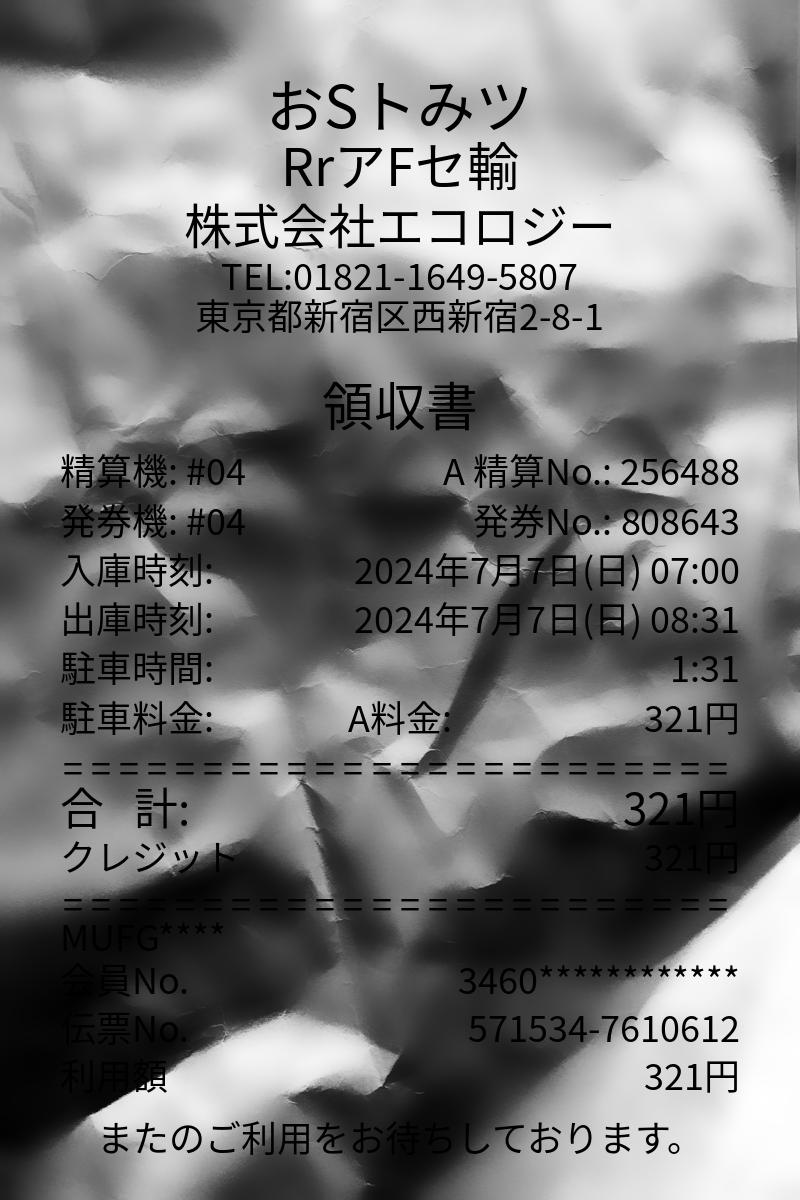 おSトみツ
RrアFセ輸
株式会社エコロジー
TEL:01821-1649-5807
東京都新宿区西新宿2-8-1
領収書
精算機: #04 A 精算No.: 256488
発券機: #04 発券No.: 808643
入庫時刻: 2024年7月7日(日) 07:00
出庫時刻: 2024年7月7日(日) 08:31
駐車時間: 1:31
駐車料金: A料金: 321円
========================
合 計: 321円
クレジット 321円
========================
MUFG****
会員No. 3460************
伝票No. 571534-7610612
利用額 321円
またのご利用をお待ちしております。